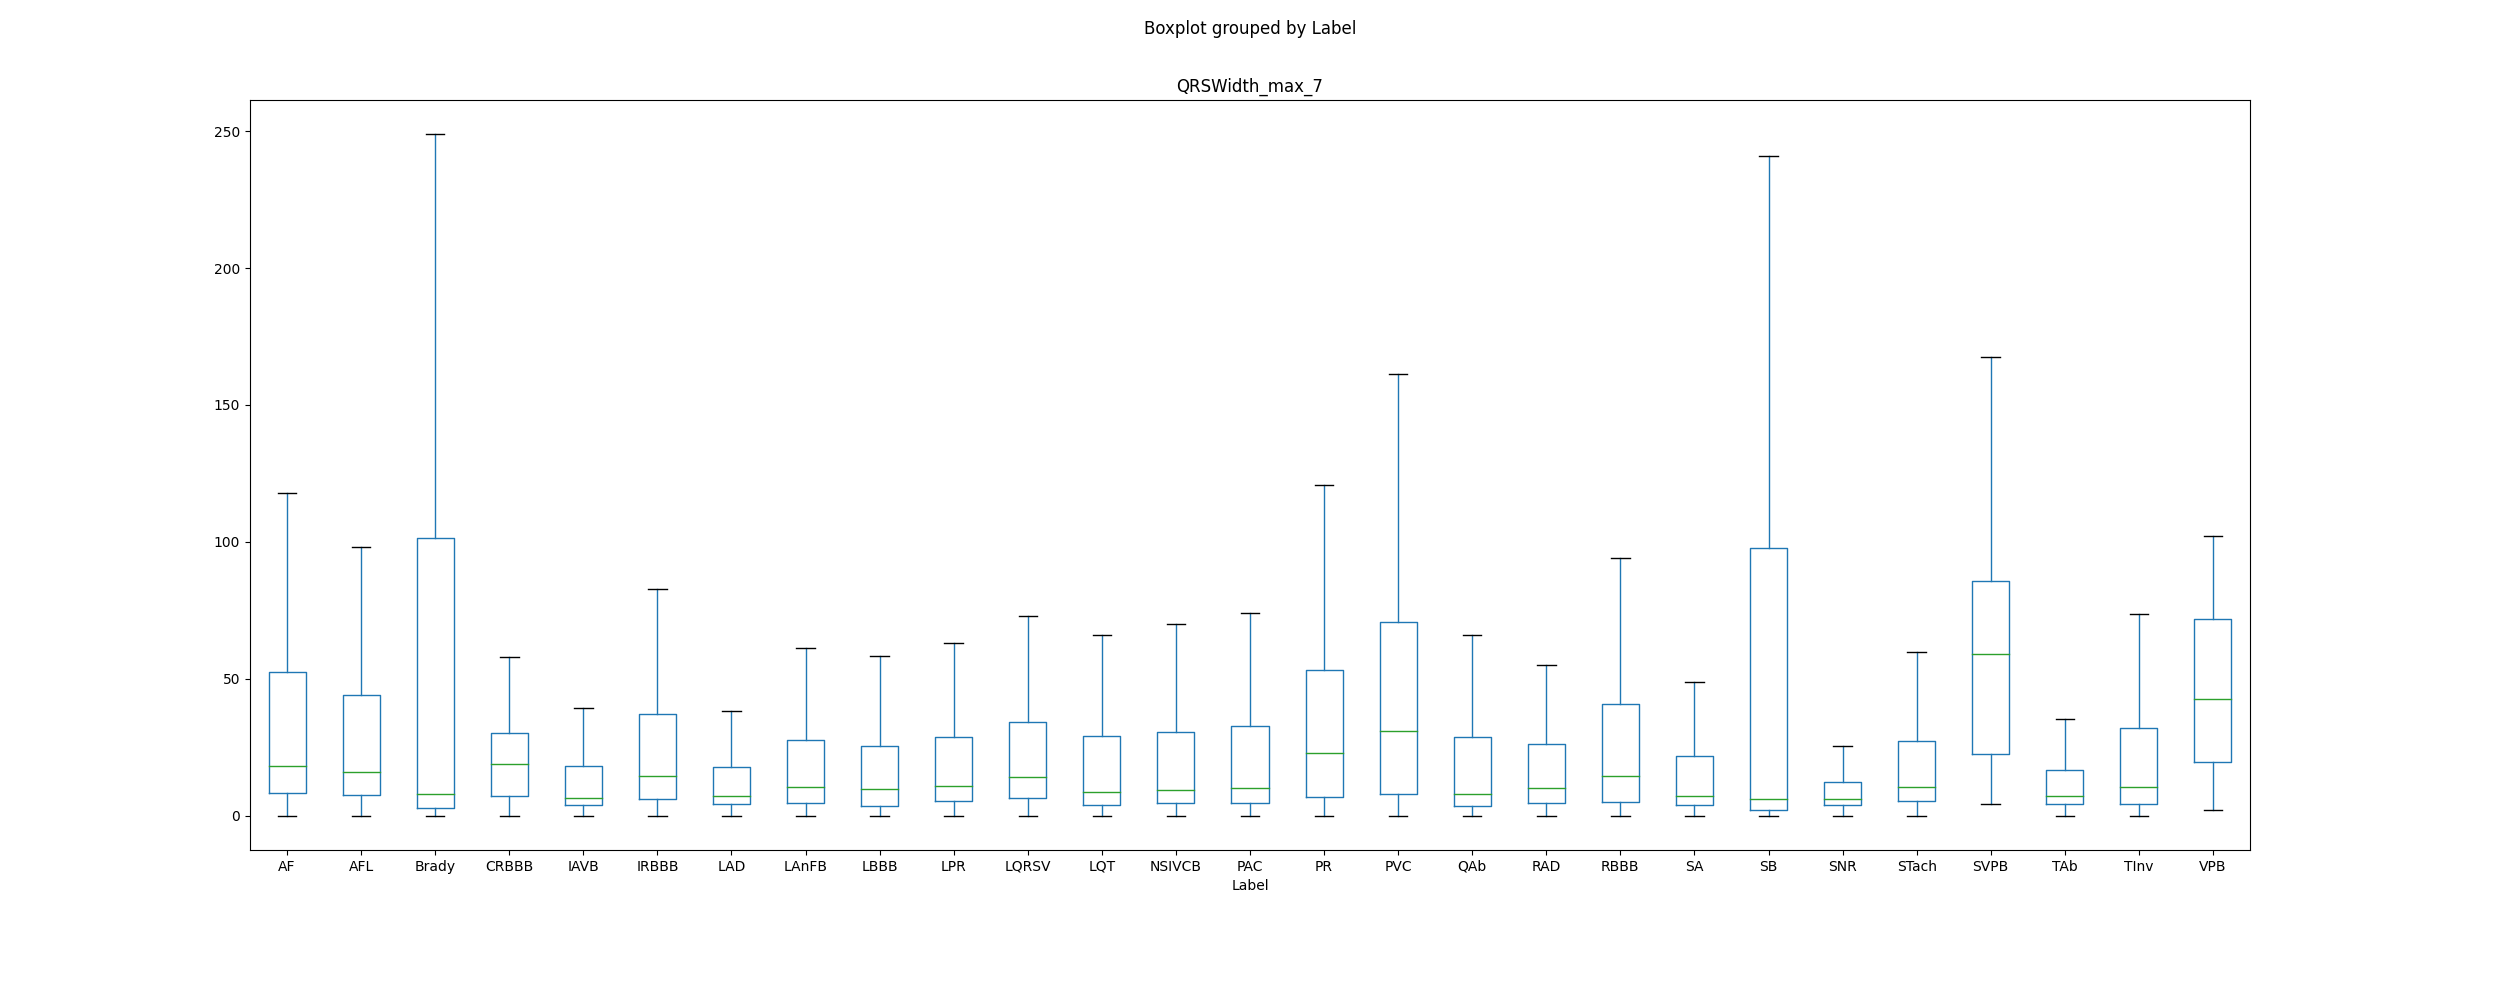 Boxplot grouped by Label
QRSWidth_max_7
250
200
150
100
50
0
AF AFL Brady CRBBB IAVB IRBBB LAD LAnFB LBBB LPR LQRSV LQT NSIVCB PAC PR PVC QAb RAD RBBB SA SB SNR STach SVPB TAb TInv VPB
Label